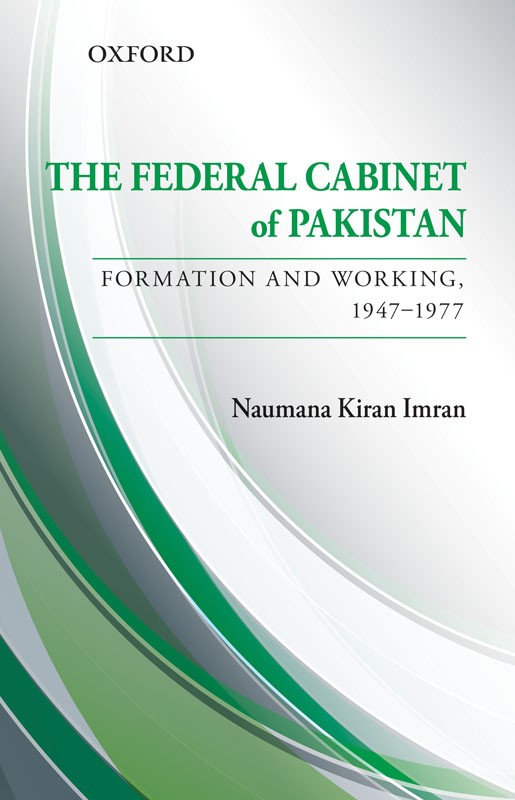 OXFORD
THE FEDERAL CABINET
of PAKISTAN
FORMATION AND WORKING,
1947–1977
Naumana Kiran Imran